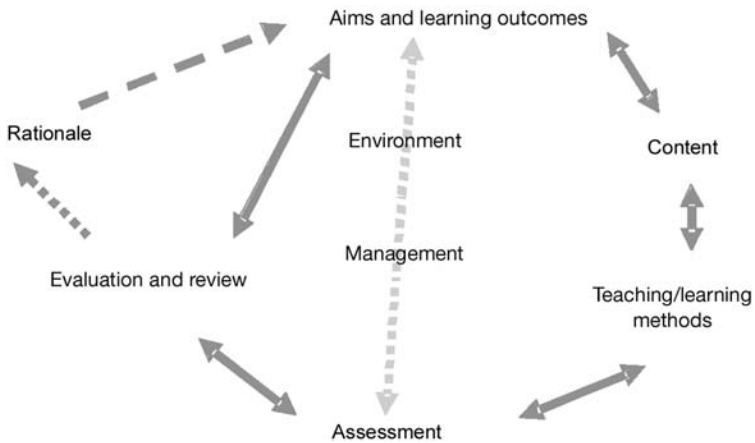 Aims and learning outcomes
Rationale
Environment
Content
Management
Evaluation and review
Teaching/learning
methods
Assessment